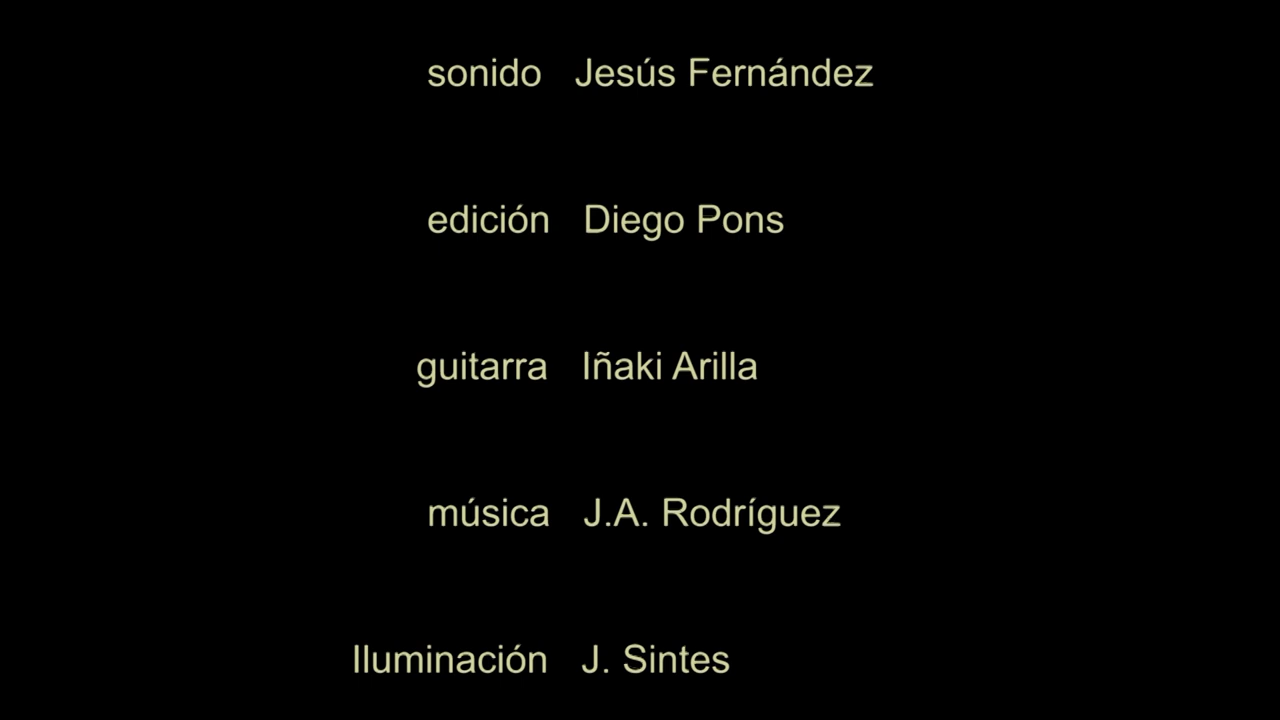 sonido Jesús Fernández
edición Diego Pons
guitarra Iñaki Arilla
música J.A. Rodríguez
Iluminación J. Sintes